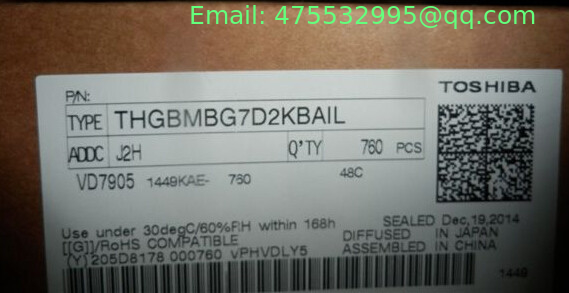 Email: 475532995@qq.com
TOSHIBA
P/N:
TYPE THGBMBG7D2KBAIL
ADDC J2H Q'TY 760 PCS
VD7905 1449KAE- 760 48C
Use under 30degC/60%RH within 168h SEALED Dec,19,2014
[[G]]/RoHS COMPATIBLE DIFFUSED IN JAPAN
(Y)205D8178 000760 VPHVDLY5 ASSEMBLED IN CHINA
1449